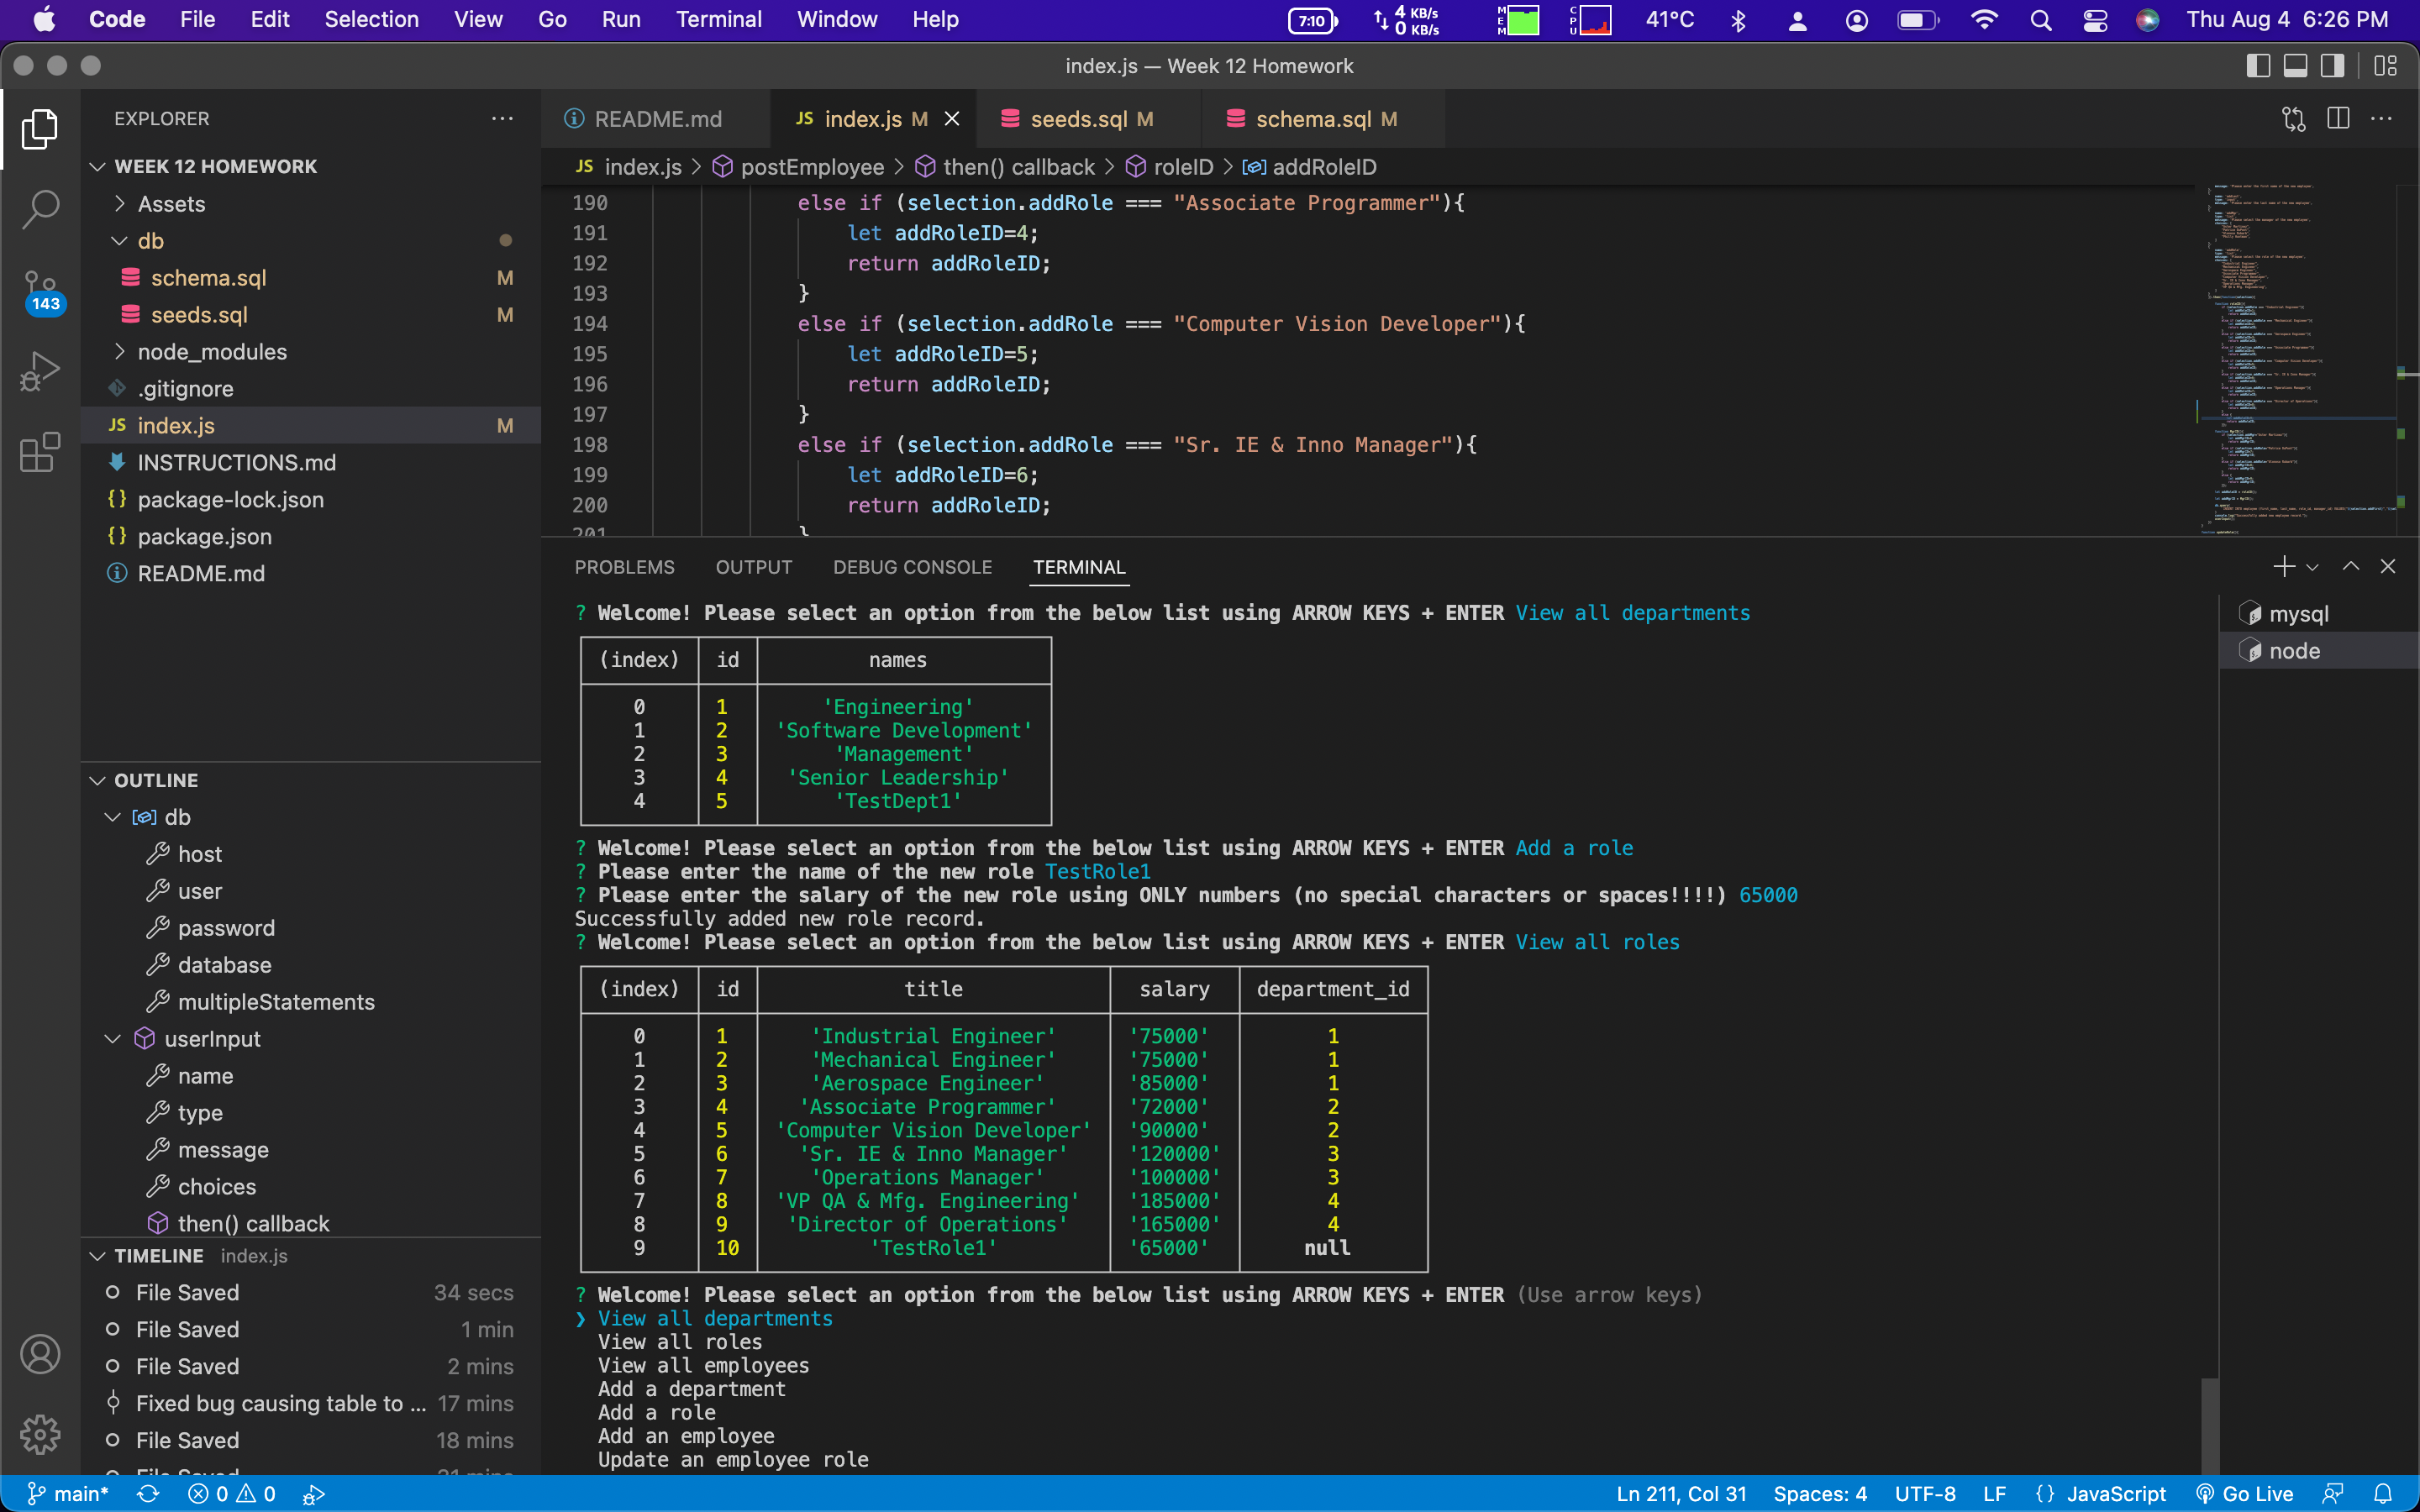 Code File Edit Selection View Go Run Terminal Window Help 7:10 4 KB/s 0 KB/s MEM CPU 41°C Thu Aug 4 6:26 PM
index.js — Week 12 Homework
EXPLORER
WEEK 12 HOMEWORK
Assets
db
schema.sql M
seeds.sql M
node_modules
.gitignore
index.js M
INSTRUCTIONS.md
package-lock.json
package.json
README.md
143
OUTLINE
db
host
user
password
database
multipleStatements
userInput
name
type
message
choices
then() callback
TIMELINE index.js
File Saved 34 secs
File Saved 1 min
File Saved 2 mins
Fixed bug causing table to ... 17 mins
File Saved 18 mins
README.md JS index.js M seeds.sql M schema.sql M
JS index.js > postEmployee > then() callback > roleID > addRoleID
190 else if (selection.addRole === "Associate Programmer"){
191 let addRoleID=4;
192 return addRoleID;
193 }
194 else if (selection.addRole === "Computer Vision Developer"){
195 let addRoleID=5;
196 return addRoleID;
197 }
198 else if (selection.addRole === "Sr. IE & Inno Manager"){
199 let addRoleID=6;
200 return addRoleID;
201 }
PROBLEMS OUTPUT DEBUG CONSOLE TERMINAL
mysql
node
? Welcome! Please select an option from the below list using ARROW KEYS + ENTER View all departments
(index) id names
0 1 'Engineering'
1 2 'Software Development'
2 3 'Management'
3 4 'Senior Leadership'
4 5 'TestDept1'
? Welcome! Please select an option from the below list using ARROW KEYS + ENTER Add a role
? Please enter the name of the new role TestRole1
? Please enter the salary of the new role using ONLY numbers (no special characters or spaces!!!!) 65000
Successfully added new role record.
? Welcome! Please select an option from the below list using ARROW KEYS + ENTER View all roles
(index) id title salary department_id
0 1 'Industrial Engineer' '75000' 1
1 2 'Mechanical Engineer' '75000' 1
2 3 'Aerospace Engineer' '85000' 1
3 4 'Associate Programmer' '72000' 2
4 5 'Computer Vision Developer' '90000' 2
5 6 'Sr. IE & Inno Manager' '120000' 3
6 7 'Operations Manager' '100000' 3
7 8 'VP QA & Mfg. Engineering' '185000' 4
8 9 'Director of Operations' '165000' 4
9 10 'TestRole1' '65000' null
? Welcome! Please select an option from the below list using ARROW KEYS + ENTER (Use arrow keys)
❯ View all departments
View all roles
View all employees
Add a department
Add a role
Add an employee
Update an employee role
main* 0 0 Ln 211, Col 31 Spaces: 4 UTF-8 LF {} JavaScript Go Live